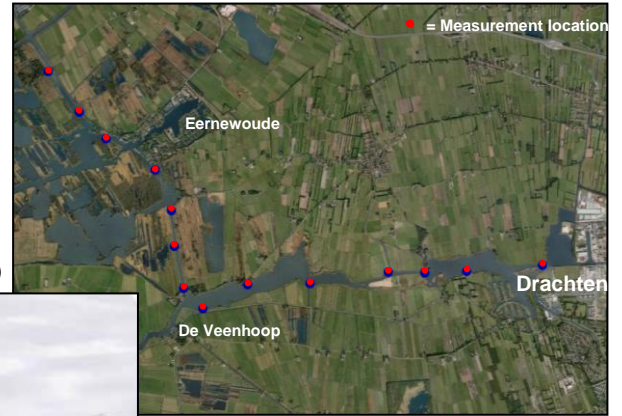 = Measurement location
Eernewoude
Drachten
De Veenhoop